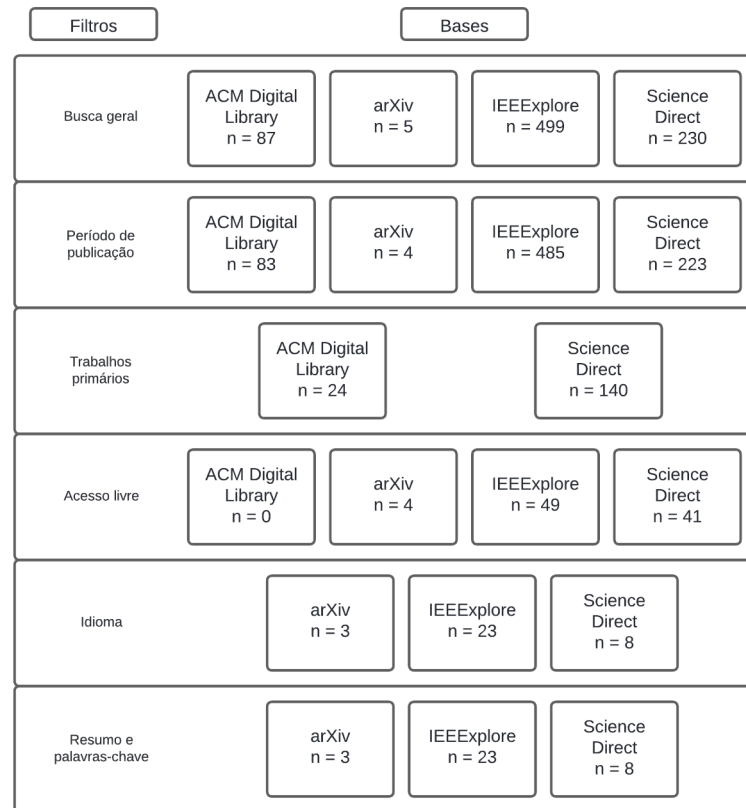 Filtros
Bases
Busca geral
ACM Digital
Library
n = 87
arXiv
n = 5
IEEExplore
n = 499
Science
Direct
n = 230
Período de
publicação
ACM Digital
Library
n = 83
arXiv
n = 4
IEEExplore
n = 485
Science
Direct
n = 223
Trabalhos
primários
ACM Digital
Library
n = 24
Science
Direct
n = 140
Acesso livre
ACM Digital
Library
n = 0
arXiv
n = 4
IEEExplore
n = 49
Science
Direct
n = 41
Idioma
arXiv
n = 3
IEEExplore
n = 23
Science
Direct
n = 8
Resumo e
palavras-chave
arXiv
n = 3
IEEExplore
n = 23
Science
Direct
n = 8